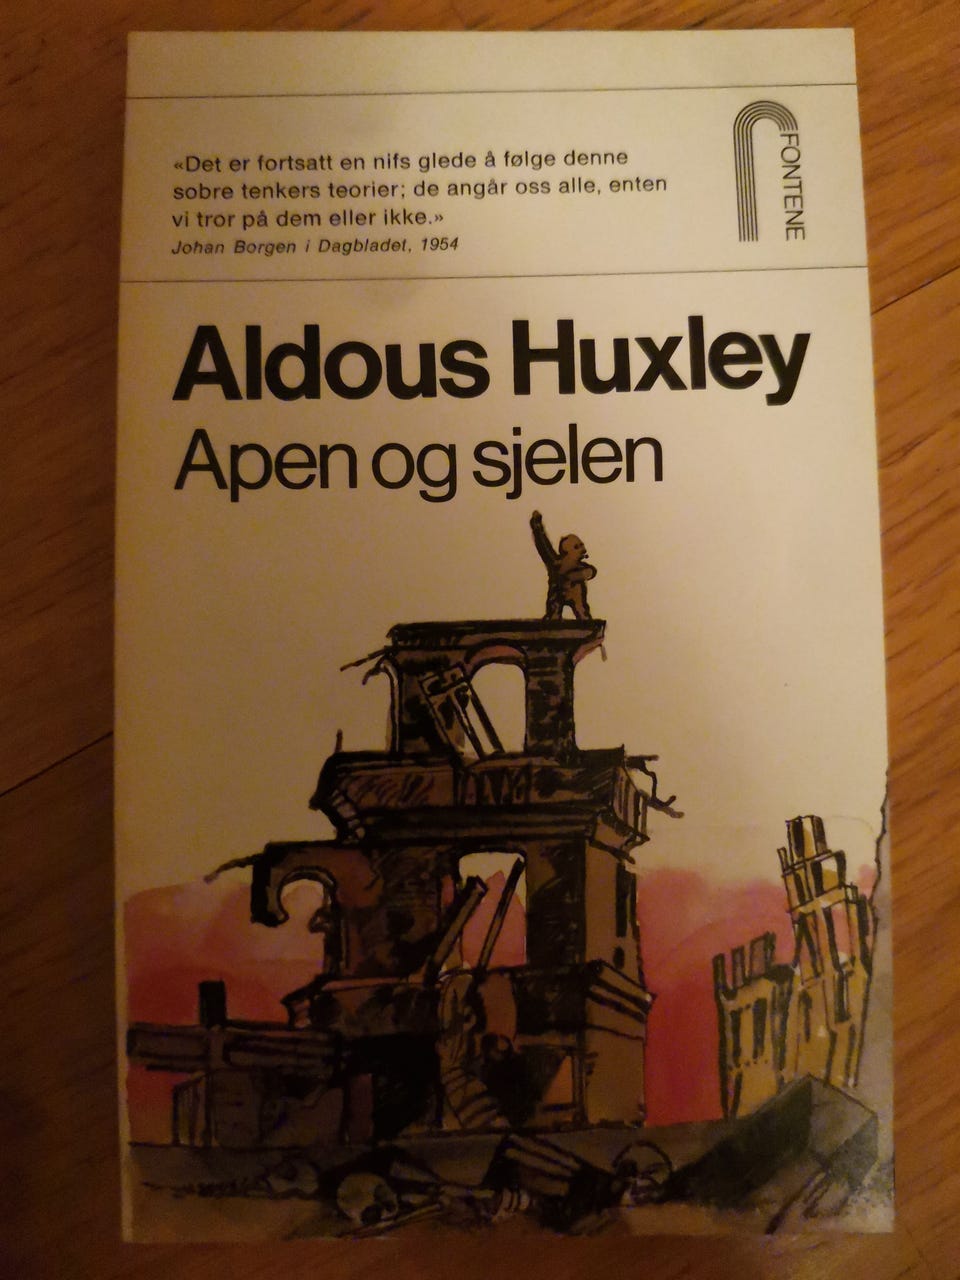 «Det er fortsatt en nifs glede å følge denne
sobre tenkers teorier; de angår oss alle, enten
vi tror på dem eller ikke.»
Johan Borgen i Dagbladet, 1954
FONTENE
Aldous Huxley
Apen og sjelen